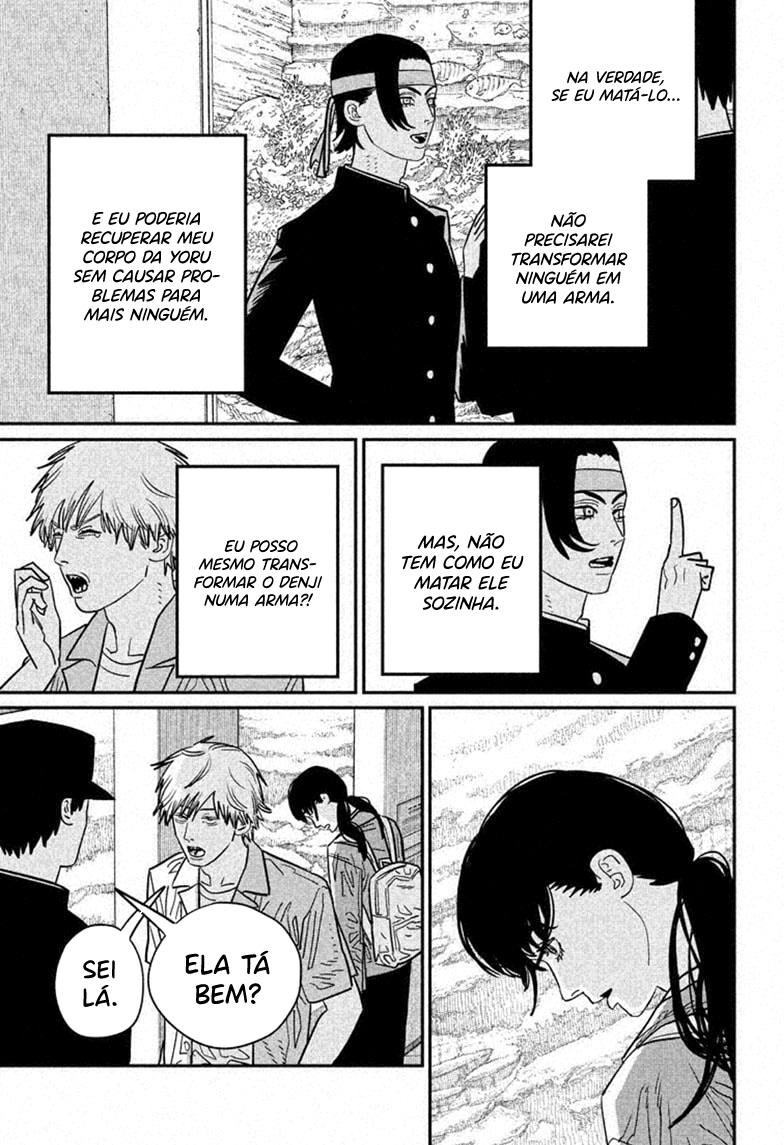 NA VERDADE,
SE EU MATÁ-LO...
NÃO
PRECISAREI
TRANSFORMAR
NINGUÉM EM
UMA ARMA.
E EU PODERIA
RECUPERAR MEU
CORPO DA YORU
SEM CAUSAR PRO-
BLEMAS PARA
MAIS NINGUÉM.
MAS, NÃO
TEM COMO EU
MATAR ELE
SOZINHA.
EU POSSO
MESMO TRANS-
FORMAR O DENJI
NUMA ARMA?!
ELA TÁ
BEM?
SEI
LÁ.